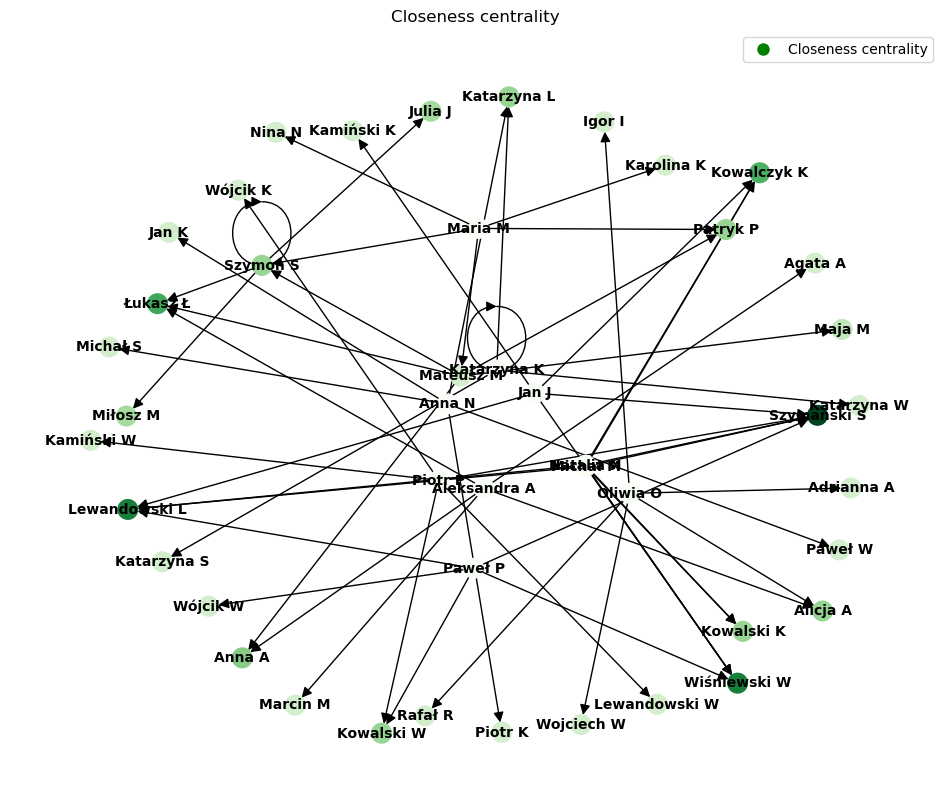 Closeness centrality
Closeness centrality
Katarzyna L
Julia J
Igor I
Nina N
Kamiński K
Karolina K
Kowalczyk K
Wójcik K
Maria M
Patryk P
Jan K
Szymon S
Agata A
Łukasz Ł
Maja M
Michał S
Katarzyna K
Mateusz M
Jan J
Anna N
Katarzyna W
Miłosz M
Szymański S
Kamiński W
Michał M
Piotr P
Aleksandra A
Oliwia O
Adrianna A
Lewandowski L
Paweł W
Katarzyna S
Paweł P
Wójcik W
Alicja A
Kowalski K
Anna A
Wiśniewski W
Marcin M
Lewandowski W
Rafał R
Wojciech W
Kowalski W
Piotr K